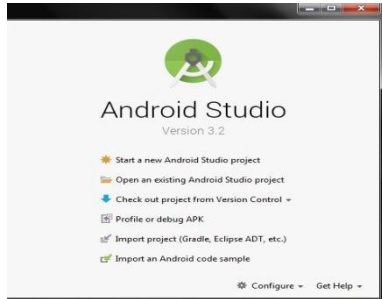 Android Studio
Version 3.2
Start a new Android Studio project
Open an existing Android Studio project
Check out project from Version Control
Profile or debug APK
Import project (Gradle, Eclipse ADT, etc.)
Import an Android code sample
Configure Get Help